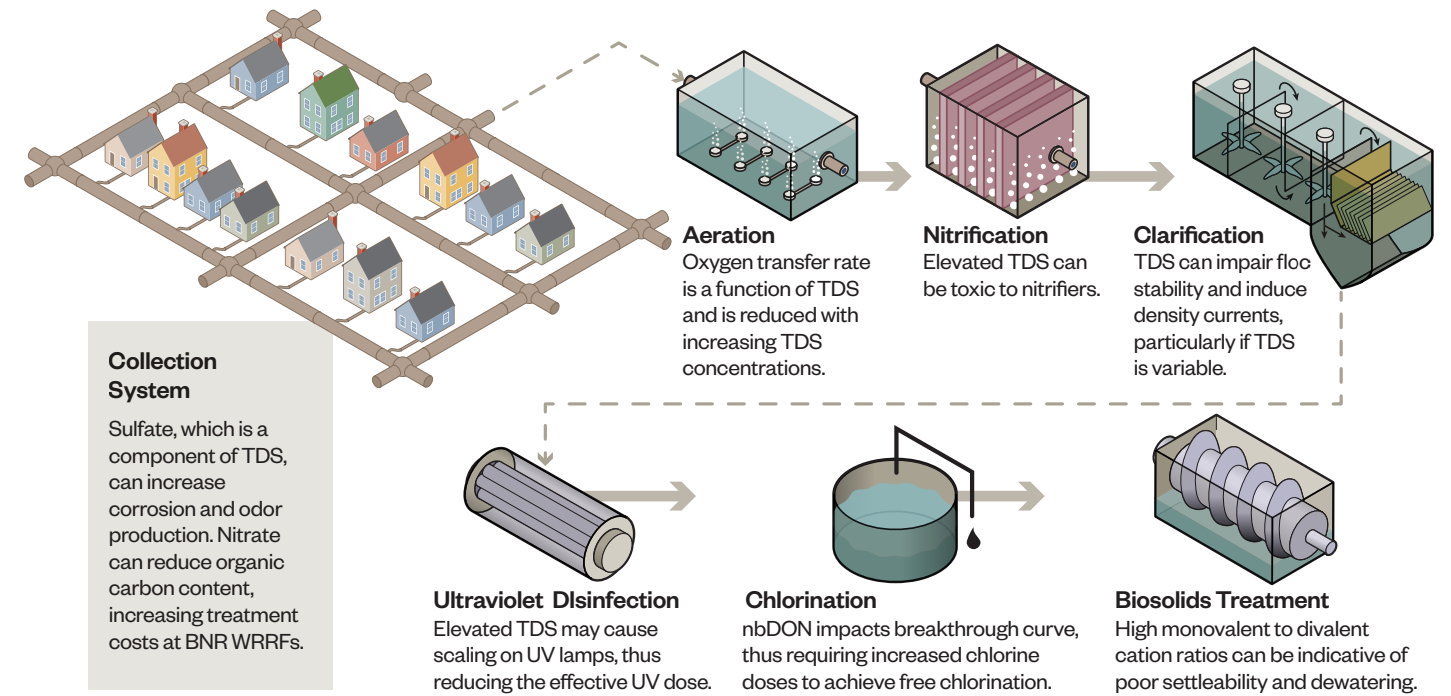 Aeration
Oxygen transfer rate
is a function of TDS
and is reduced with
increasing TDS
concentrations.
Nitrification
Elevated TDS can
be toxic to nitrifiers.
Clarification
TDS can impair floc
stability and induce
density currents,
particularly if TDS
is variable.
Collection
System
Sulfate, which is a
component of TDS,
can increase
corrosion and odor
production. Nitrate
can reduce organic
carbon content,
increasing treatment
costs at BNR WRRFs.
Ultraviolet DIsinfection
Elevated TDS may cause
scaling on UV lamps, thus
reducing the effective UV dose.
Chlorination
nbDON impacts breakthrough curve,
thus requiring increased chlorine
doses to achieve free chlorination.
Biosolids Treatment
High monovalent to divalent
cation ratios can be indicative of
poor settleability and dewatering.